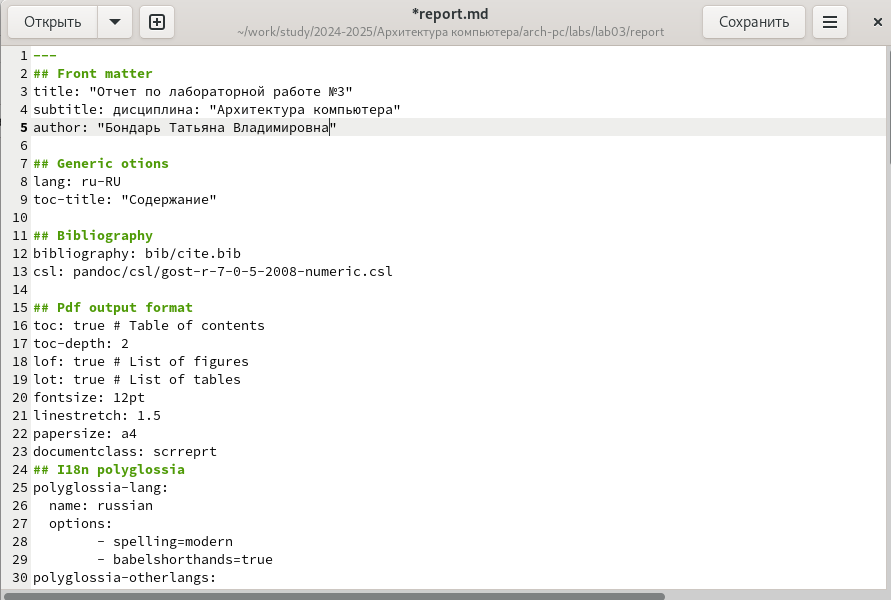 Открыть
*report.md
~/work/study/2024-2025/Архитектура компьютера/arch-pc/labs/lab03/report
Сохранить
1 ---
2 ## Front matter
3 title: "Отчет по лабораторной работе №3"
4 subtitle: дисциплина: "Архитектура компьютера"
5 author: "Бондарь Татьяна Владимировна"
6
7 ## Generic otions
8 lang: ru-RU
9 toc-title: "Содержание"
10
11 ## Bibliography
12 bibliography: bib/cite.bib
13 csl: pandoc/csl/gost-r-7-0-5-2008-numeric.csl
14
15 ## Pdf output format
16 toc: true # Table of contents
17 toc-depth: 2
18 lof: true # List of figures
19 lot: true # List of tables
20 fontsize: 12pt
21 linestretch: 1.5
22 papersize: a4
23 documentclass: scrreprt
24 ## I18n polyglossia
25 polyglossia-lang:
26   name: russian
27   options:
28         - spelling=modern
29         - babelshorthands=true
30 polyglossia-otherlangs: